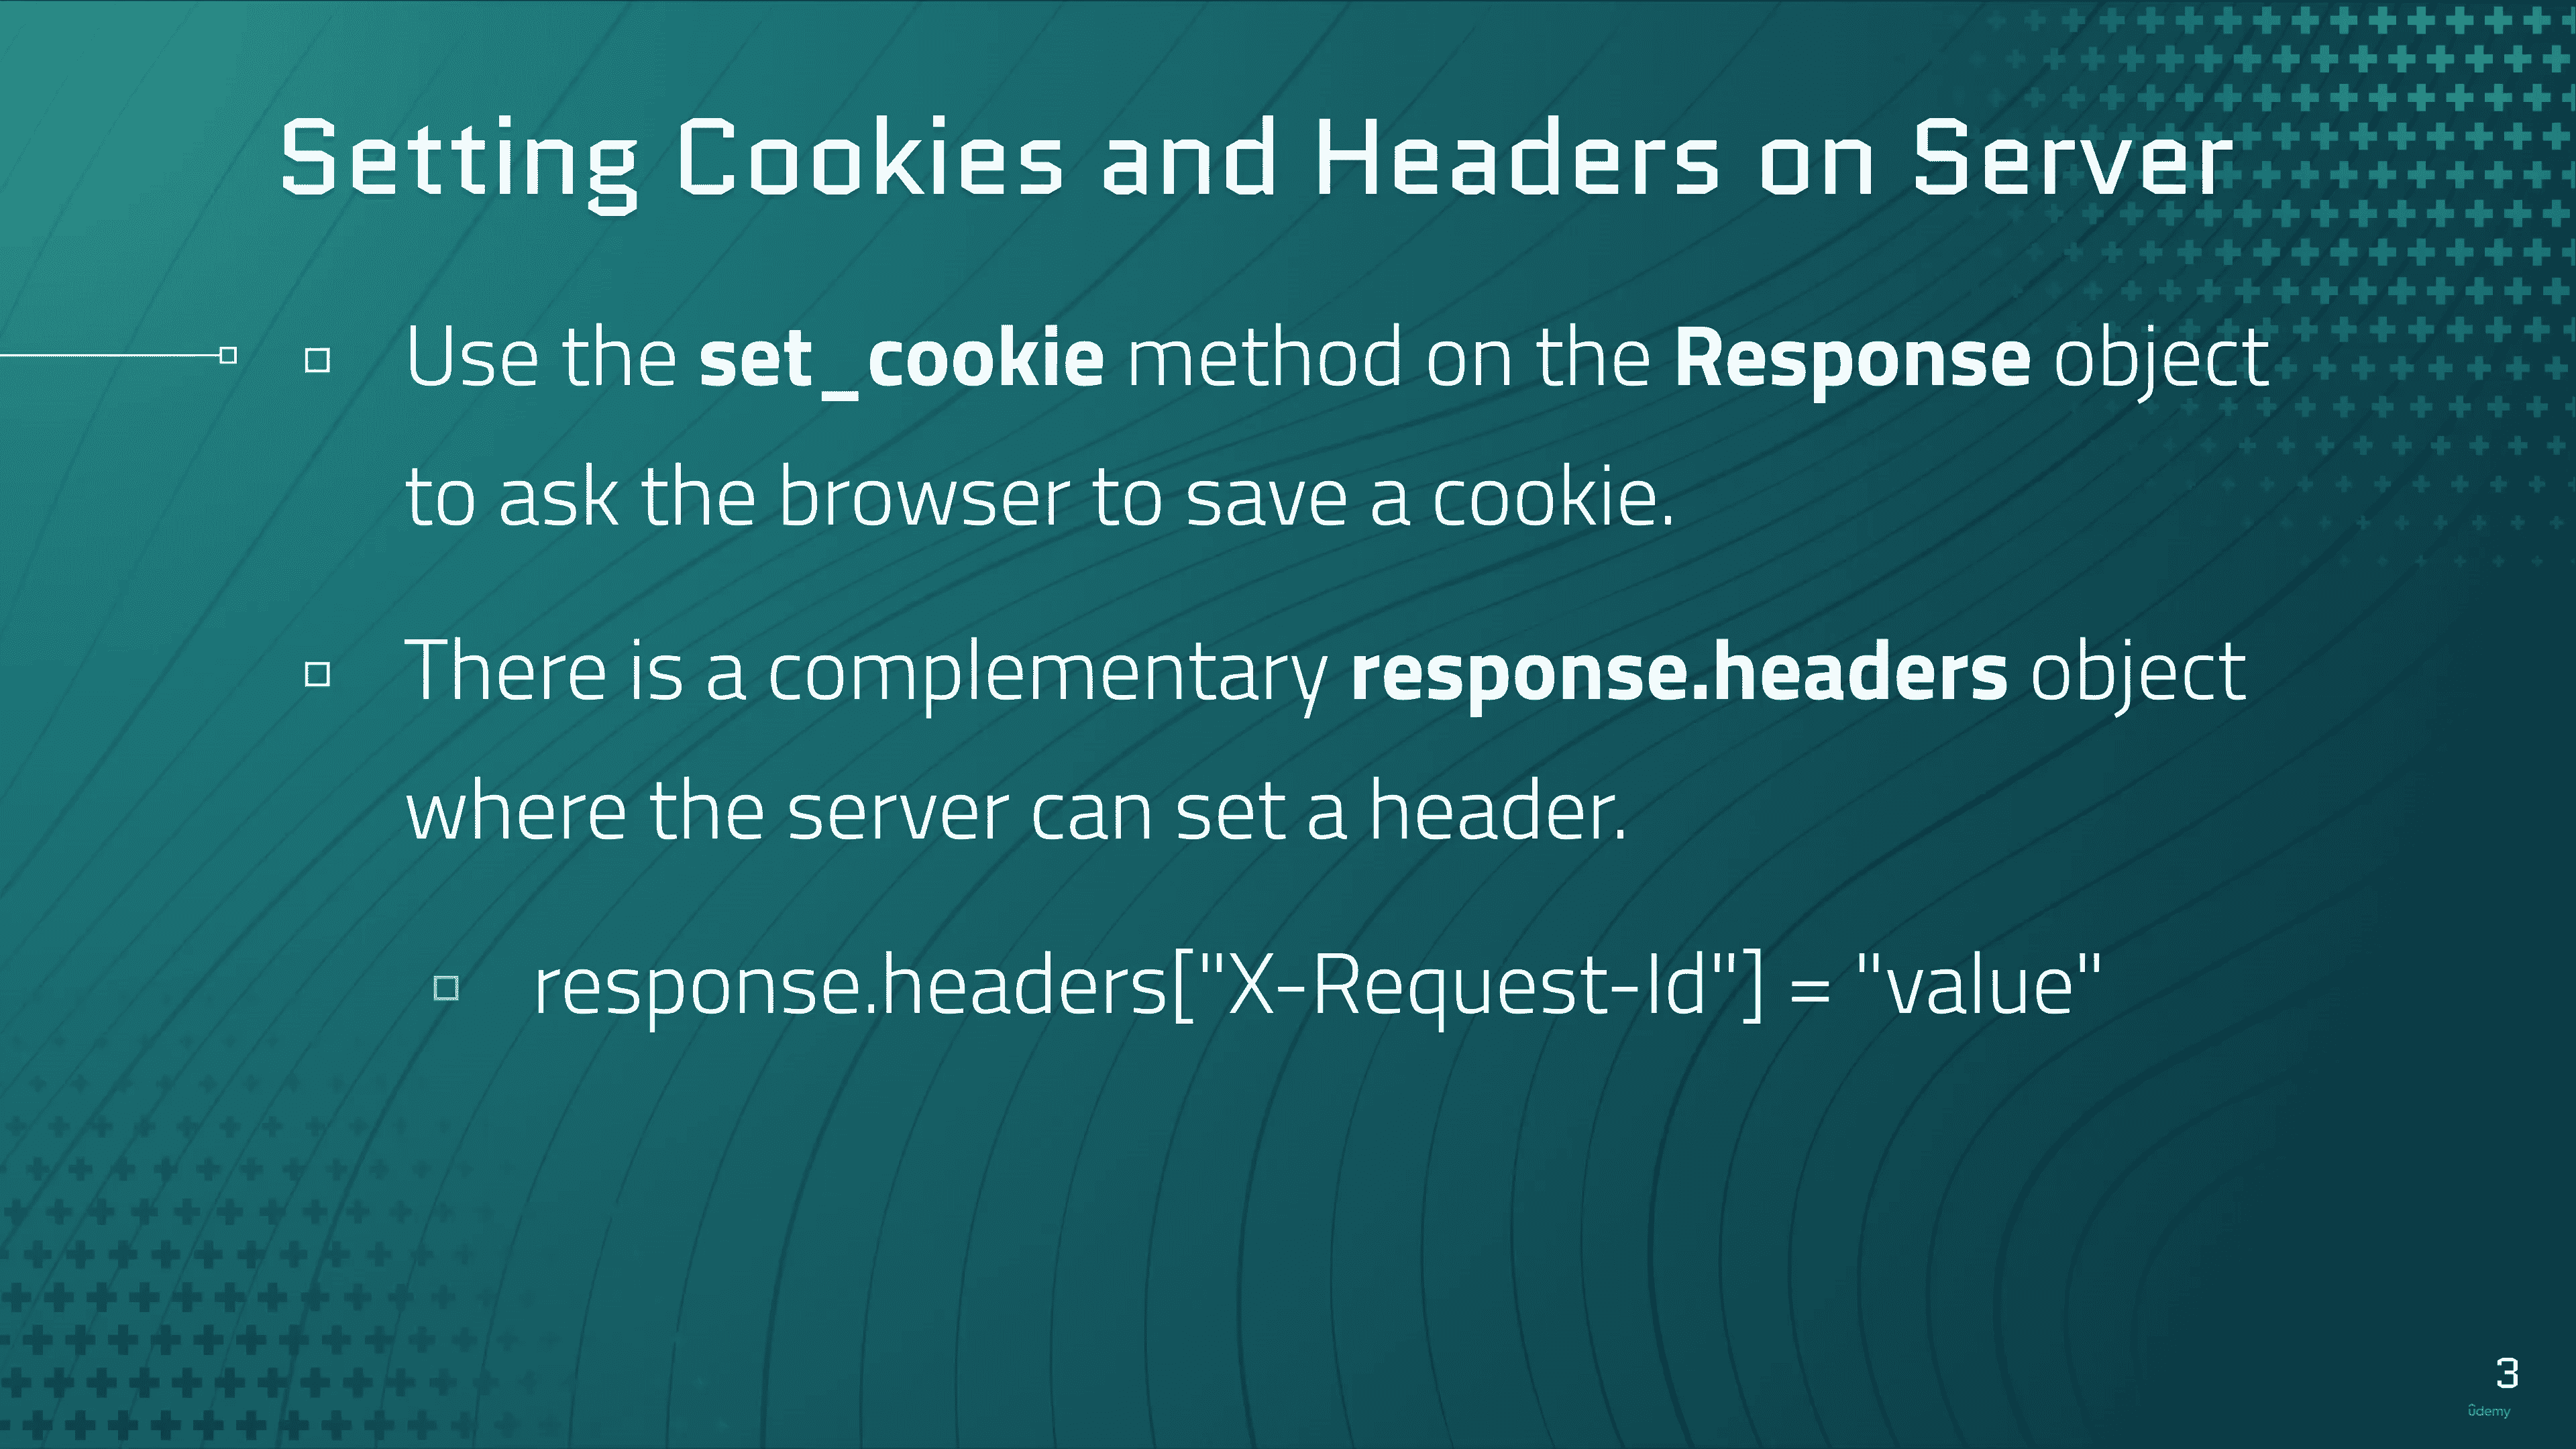 Setting Cookies and Headers on Server
Use the set_cookie method on the Response object
to ask the browser to save a cookie.
There is a complementary response.headers object
where the server can set a header.
response.headers["X-Request-Id"] = "value"
3
ûdemy